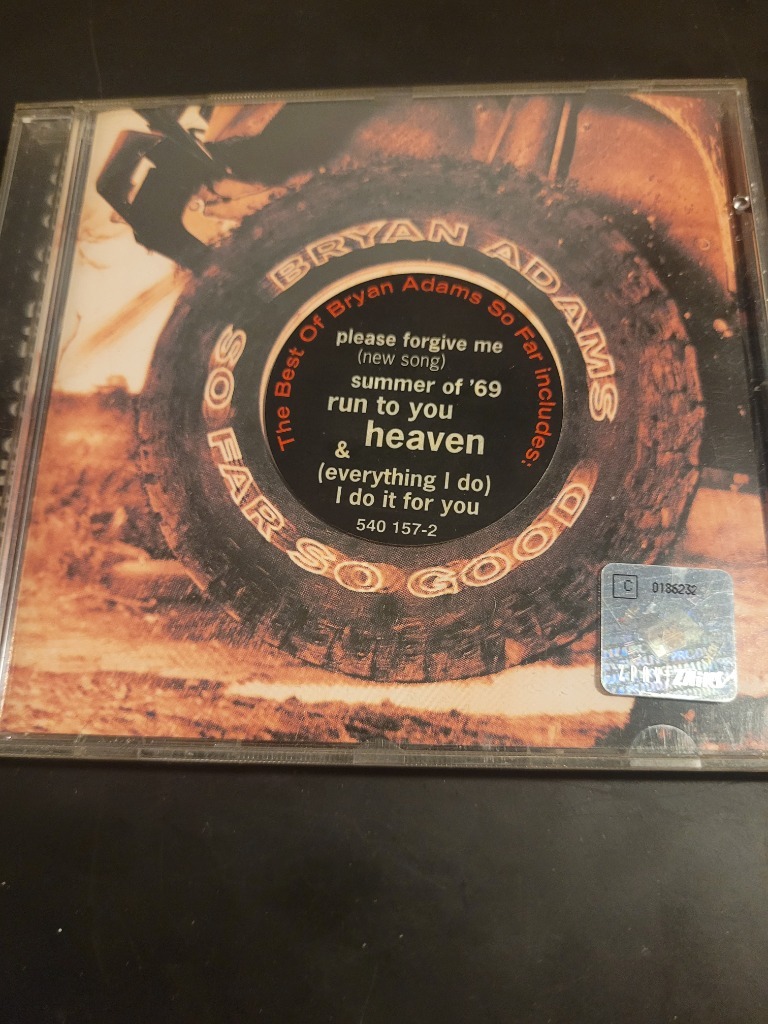 BRYAN ADAMS
SO FAR SO GOOD
The Best Of Bryan Adams So Far includes:
please forgive me
(new song)
summer of '69
run to you
heaven
&
(everything I do)
I do it for you
540 157-2
C 0186232